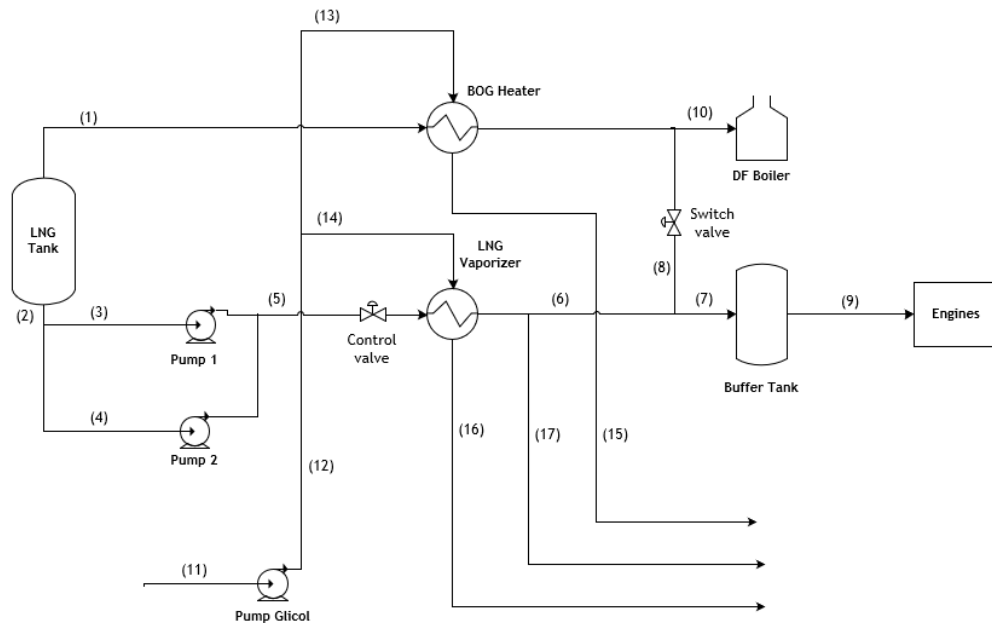 (13)
BOG Heater
(1)
(10)
DF Boiler
LNG
Tank
(14)
LNG
Vaporizer
Switch
valve
(8)
(2)
(3)
(5)
(6)
(7)
(9)
Engines
Pump 1
Control
valve
Buffer Tank
(4)
Pump 2
(16)
(17)
(15)
(12)
(11)
Pump Glicol